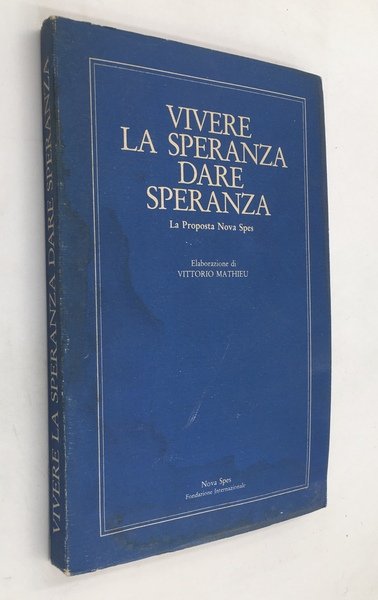 VIVERE
LA SPERANZA
DARE
SPERANZA
La Proposta Nova Spes
Elaborazione di
VITTORIO MATHIEU
Nova Spes
Fondazione Internazionale
VIVERE LA SPERANZA DARE SPERANZA